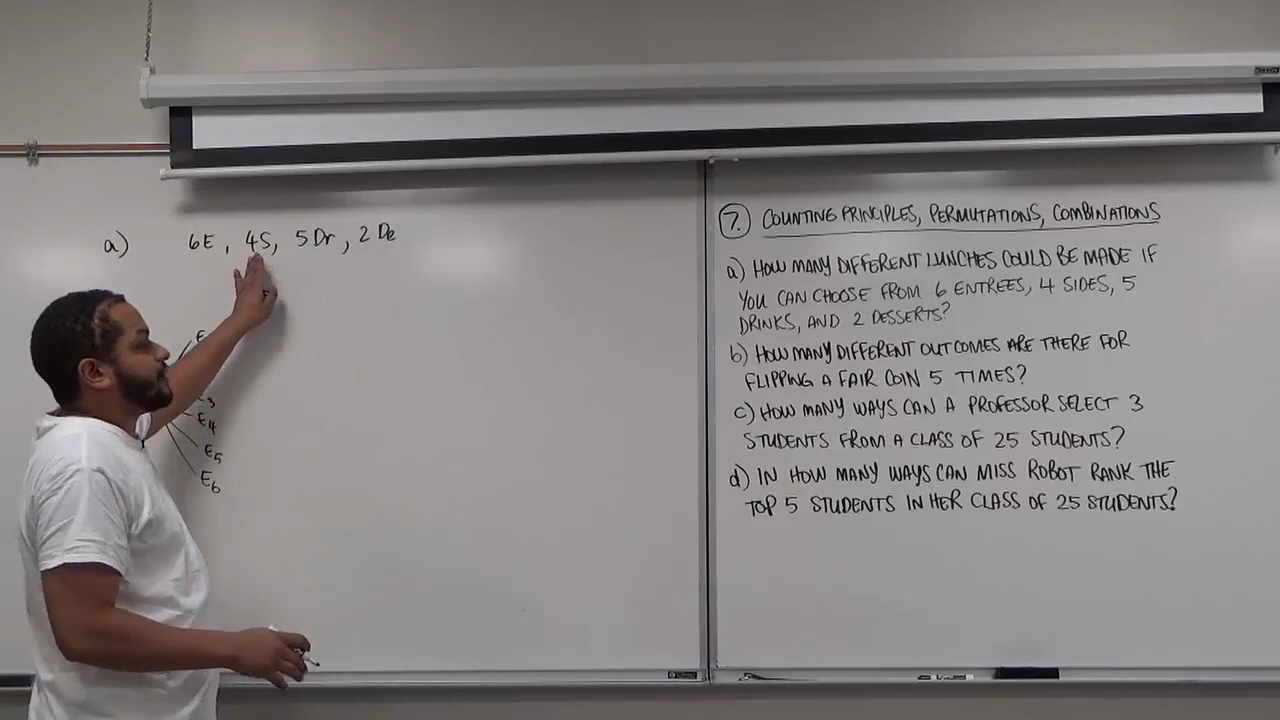 a) 6E, 4S, 5Dr, 2De
E
3
E4
E5
E6
7. COUNTING PRINCIPLES, PERMUTATIONS, COMBINATIONS
a) HOW MANY DIFFERENT LUNCHES COULD BE MADE IF
YOU CAN CHOOSE FROM 6 ENTREES, 4 SIDES, 5
DRINKS, AND 2 DESSERTS?
b) HOW MANY DIFFERENT OUTCOMES ARE THERE FOR
FLIPPING A FAIR COIN 5 TIMES?
c) HOW MANY WAYS CAN A PROFESSOR SELECT 3
STUDENTS FROM A CLASS OF 25 STUDENTS?
d) IN HOW MANY WAYS CAN MISS ROBOT RANK THE
TOP 5 STUDENTS IN HER CLASS OF 25 STUDENTS?